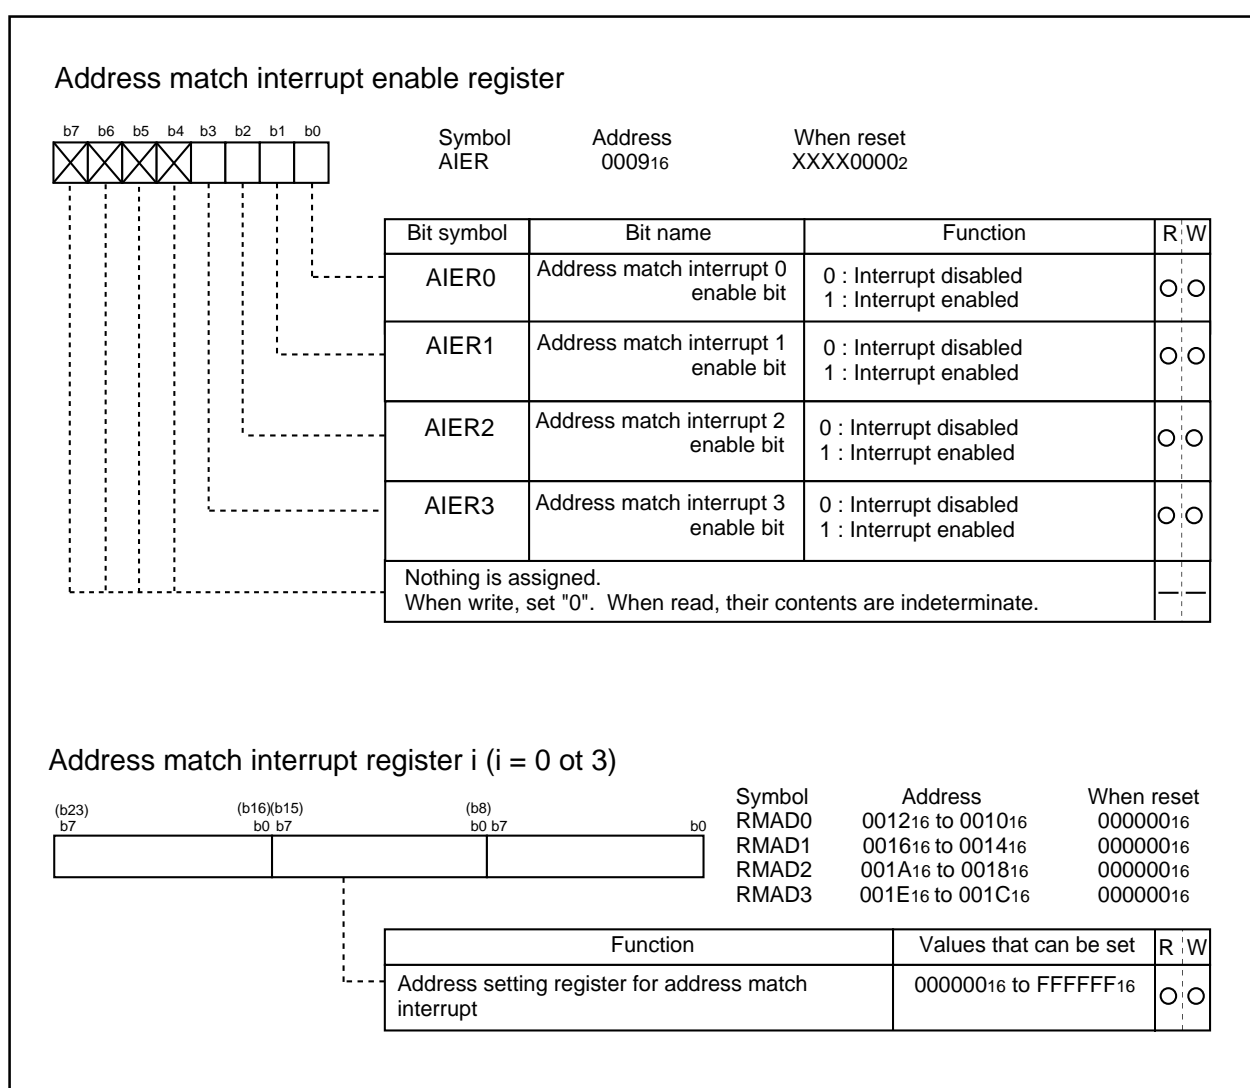 Address match interrupt enable register
b7 b6 b5 b4 b3 b2 b1 b0
Symbol Address When reset
AIER 000916 XXXX00002
Bit symbol Bit name Function R W
AIER0 Address match interrupt 0 enable bit 0 : Interrupt disabled
1 : Interrupt enabled
AIER1 Address match interrupt 1 enable bit 0 : Interrupt disabled
1 : Interrupt enabled
AIER2 Address match interrupt 2 enable bit 0 : Interrupt disabled
1 : Interrupt enabled
AIER3 Address match interrupt 3 enable bit 0 : Interrupt disabled
1 : Interrupt enabled
Nothing is assigned.
When write, set "0". When read, their contents are indeterminate.
Address match interrupt register i (i = 0 ot 3)
(b23) (b16)(b15) (b8)
b7 b0 b7 b0 b7 b0
Symbol Address When reset
RMAD0 001216 to 001016 00000016
RMAD1 001616 to 001416 00000016
RMAD2 001A16 to 001816 00000016
RMAD3 001E16 to 001C16 00000016
Function Values that can be set R W
Address setting register for address match 00000016 to FFFFFF16
interrupt